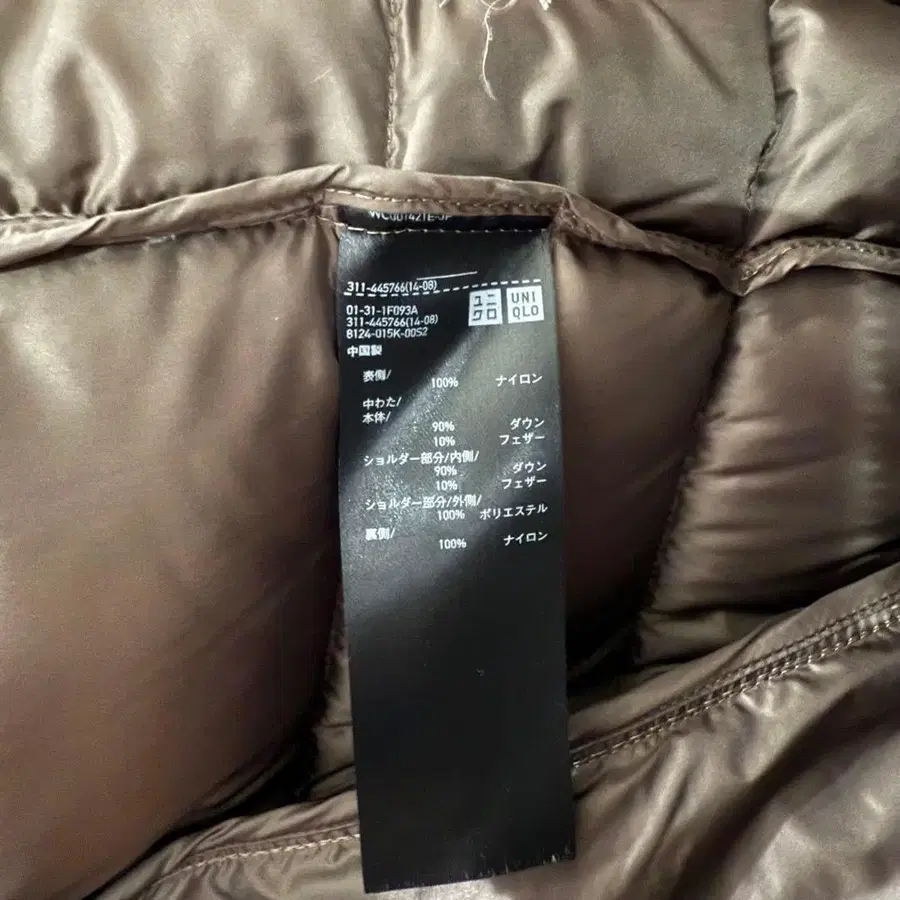 311-445766(14-08)
ユニ
クロ
UNI
QLO
01-31-1F093A
311-445766(14-08)
8124-015K-00S2
中国製
表側/
100% ナイロン
中わた/
本体/
90% ダウン
10% フェザー
ショルダー部分/内側/
90% ダウン
10% フェザー
ショルダー部分/外側/
100% ポリエステル
裏側/
100% ナイロン